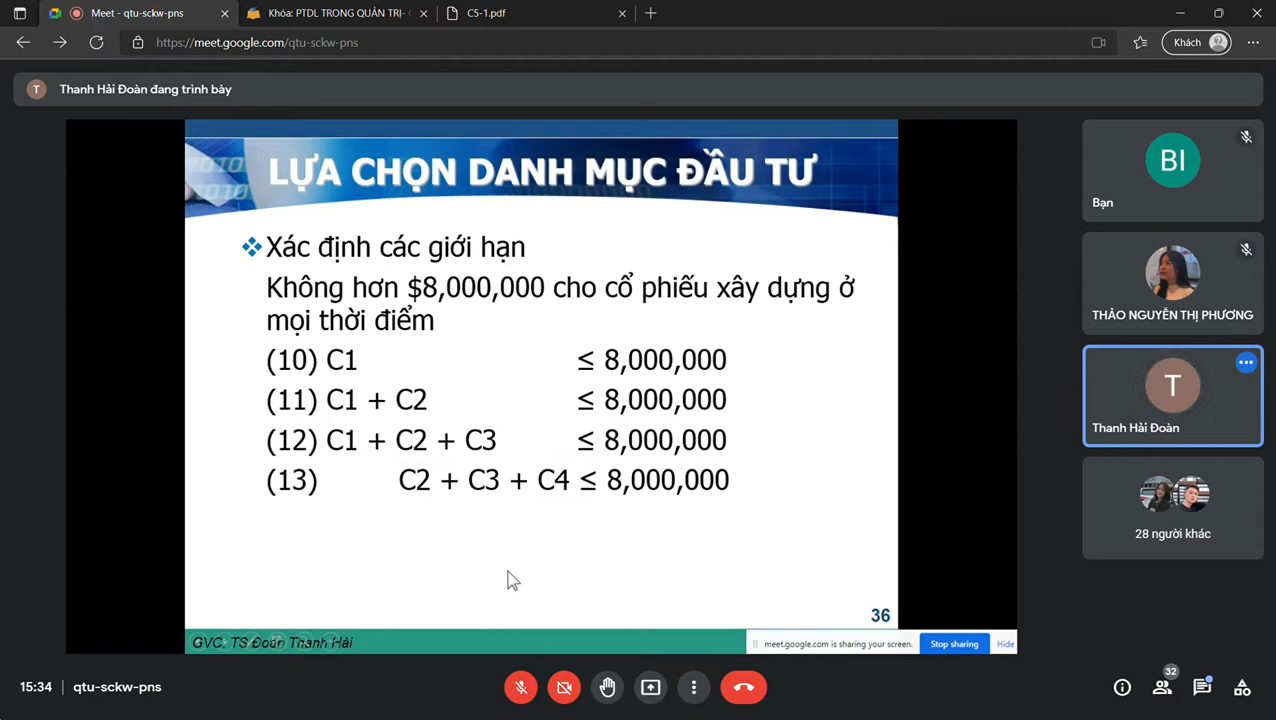 Meet - qtu-sckw-pns
Khóa: PTDL TRONG QUẢN TRỊ-
C5-1.pdf
https://meet.google.com/qtu-sckw-pns
Khách
T
Thanh Hải Đoàn đang trình bày
LỰA CHỌN DANH MỤC ĐẦU TƯ
Xác định các giới hạn
Không hơn $8,000,000 cho cổ phiếu xây dựng ở
mọi thời điểm
(10) C1 ≤ 8,000,000
(11) C1 + C2 ≤ 8,000,000
(12) C1 + C2 + C3 ≤ 8,000,000
(13) C2 + C3 + C4 ≤ 8,000,000
36
GVC. TS Đoàn Thanh Hải
meet.google.com is sharing your screen.
Stop sharing
Hide
BI
Bạn
THẢO NGUYỄN THỊ PHƯƠNG
T
Thanh Hải Đoàn
28 người khác
15:34 | qtu-sckw-pns
32